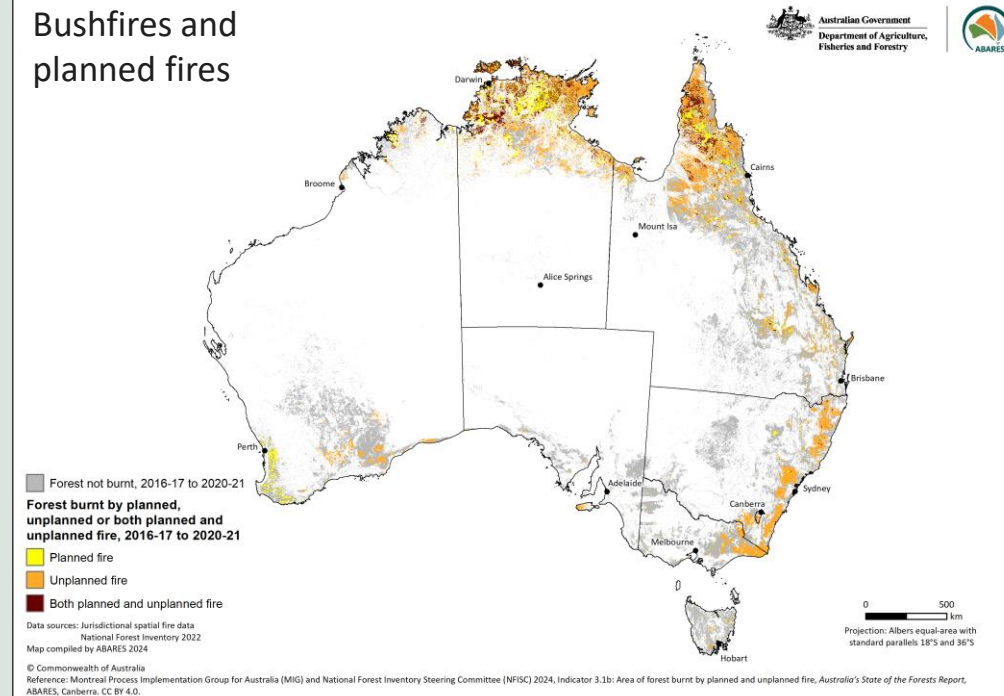 Bushfires and
planned fires
Australian Government
Department of Agriculture,
Fisheries and Forestry
ABARES
Darwin
Cairns
Broome
Mount Isa
Alice Springs
Brisbane
Perth
Adelaide
Sydney
Canberra
Melbourne
Hobart
Forest not burnt, 2016-17 to 2020-21
Forest burnt by planned,
unplanned or both planned and
unplanned fire, 2016-17 to 2020-21
Planned fire
Unplanned fire
Both planned and unplanned fire
Data sources: Jurisdictional spatial fire data
National Forest Inventory 2022
Map compiled by ABARES 2024
0 500
km
Projection: Albers equal-area with
standard parallels 18°S and 36°S
© Commonwealth of Australia
Reference: Montreal Process Implementation Group for Australia (MIG) and National Forest Inventory Steering Committee (NFISC) 2024, Indicator 3.1b: Area of forest burnt by planned and unplanned fire, Australia's State of the Forests Report,
ABARES, Canberra. CC BY 4.0.